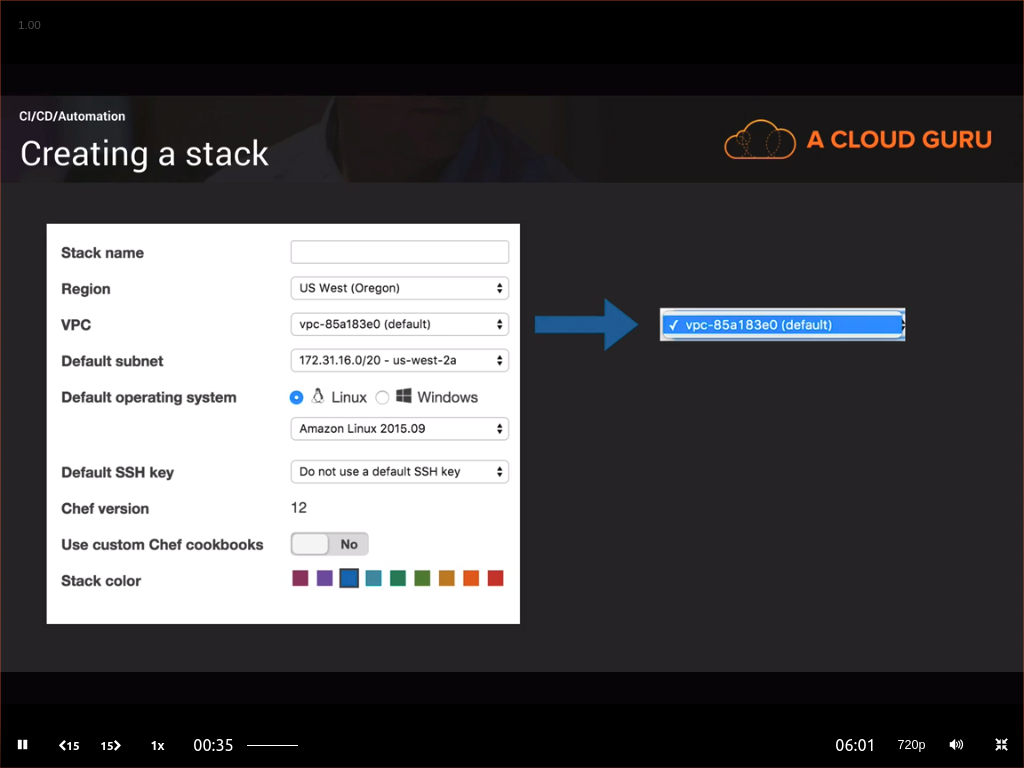 1.00
CI/CD/Automation
Creating a stack
A CLOUD GURU
Stack name
Region US West (Oregon)
VPC vpc-85a183e0 (default)
✓ vpc-85a183e0 (default)
Default subnet 172.31.16.0/20 - us-west-2a
Default operating system Linux Windows
Amazon Linux 2015.09
Default SSH key Do not use a default SSH key
Chef version 12
Use custom Chef cookbooks No
Stack color
15 15 1x 00:35 06:01 720p